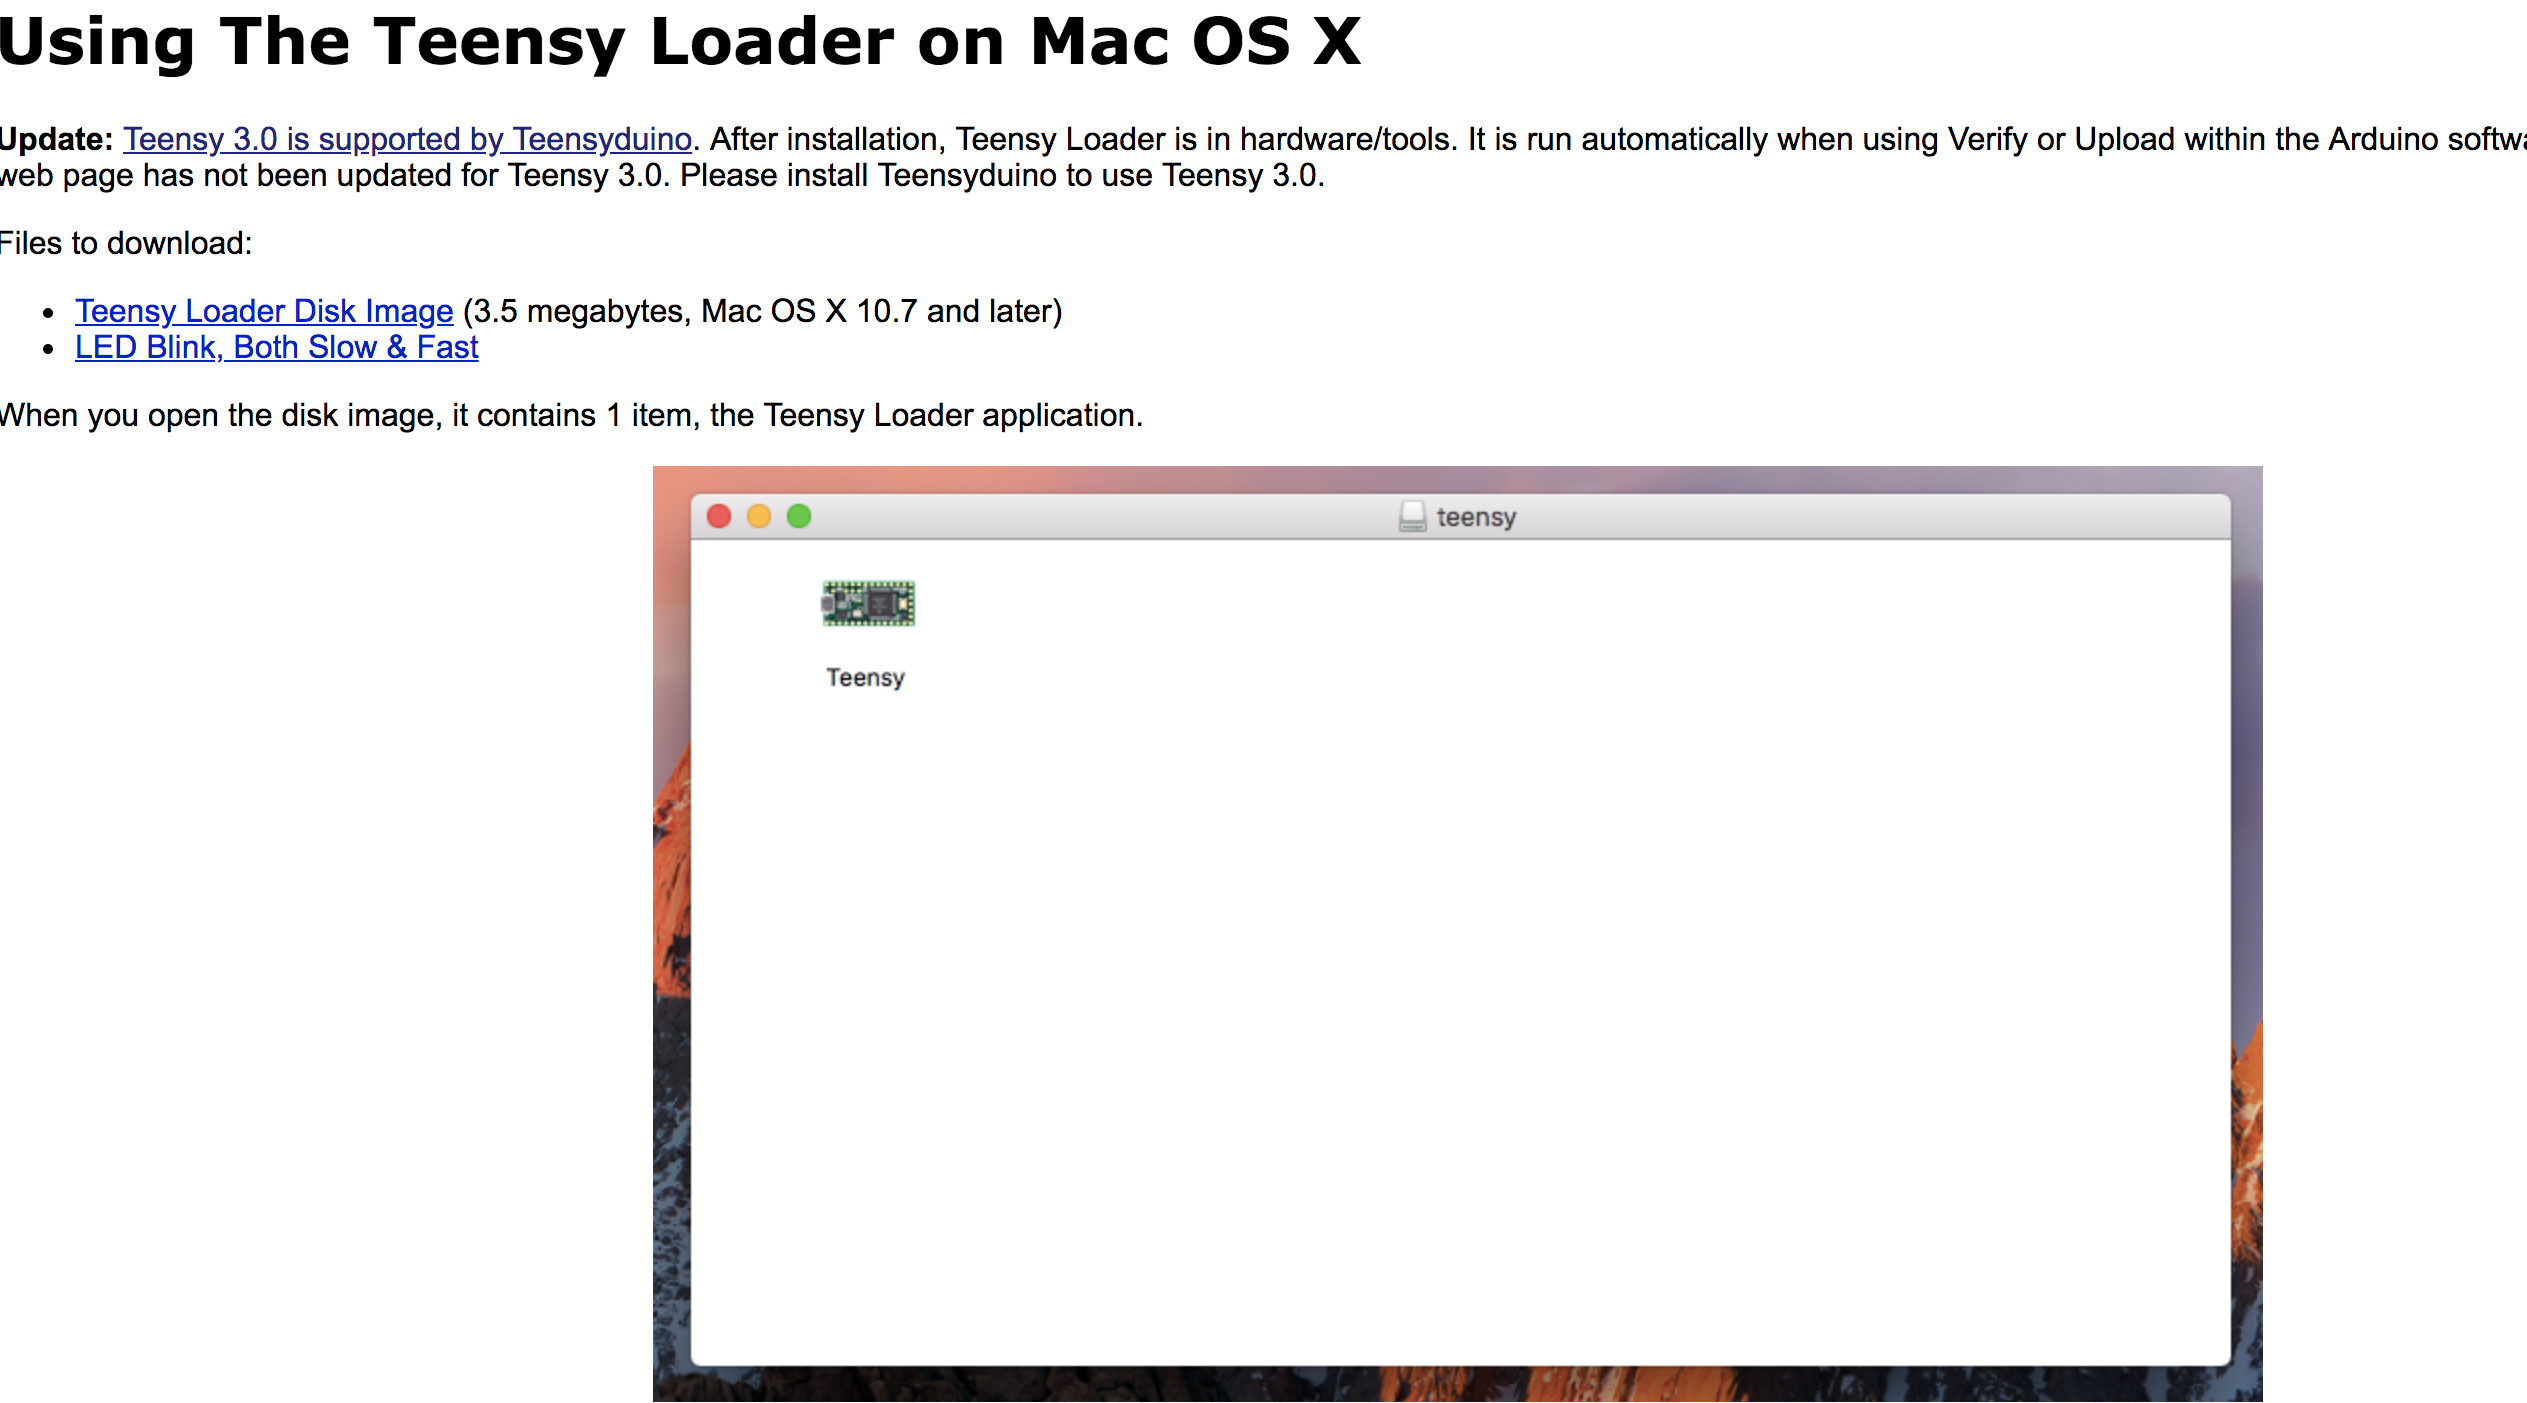 Using The Teensy Loader on Mac OS X
Update: Teensy 3.0 is supported by Teensyduino. After installation, Teensy Loader is in hardware/tools. It is run automatically when using Verify or Upload within the Arduino
web page has not been updated for Teensy 3.0. Please install Teensyduino to use Teensy 3.0.
Files to download:
• Teensy Loader Disk Image (3.5 megabytes, Mac OS X 10.7 and later)
• LED Blink, Both Slow & Fast
When you open the disk image, it contains 1 item, the Teensy Loader application.
teensy
Teensy